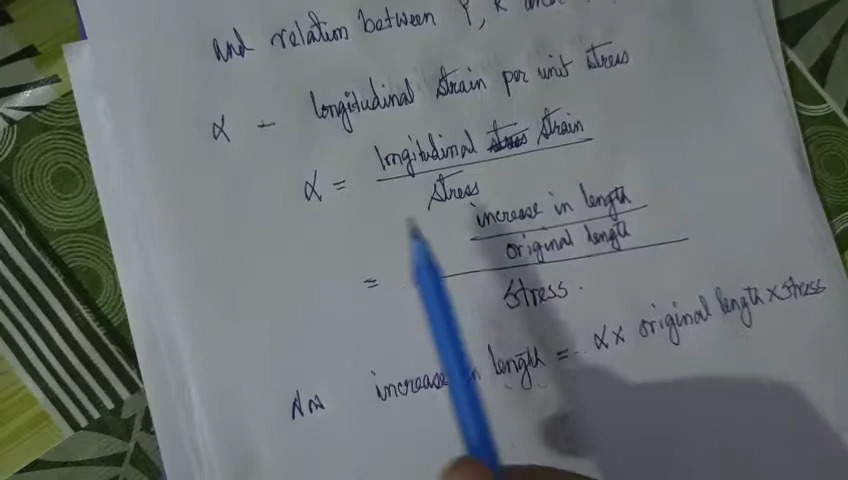 and relation between Y, K and
α - longitudinal strain per unit stress
α = longitudinal strain
stress
increase in length
original length
=
stress.
increase in length = α x original length x stress